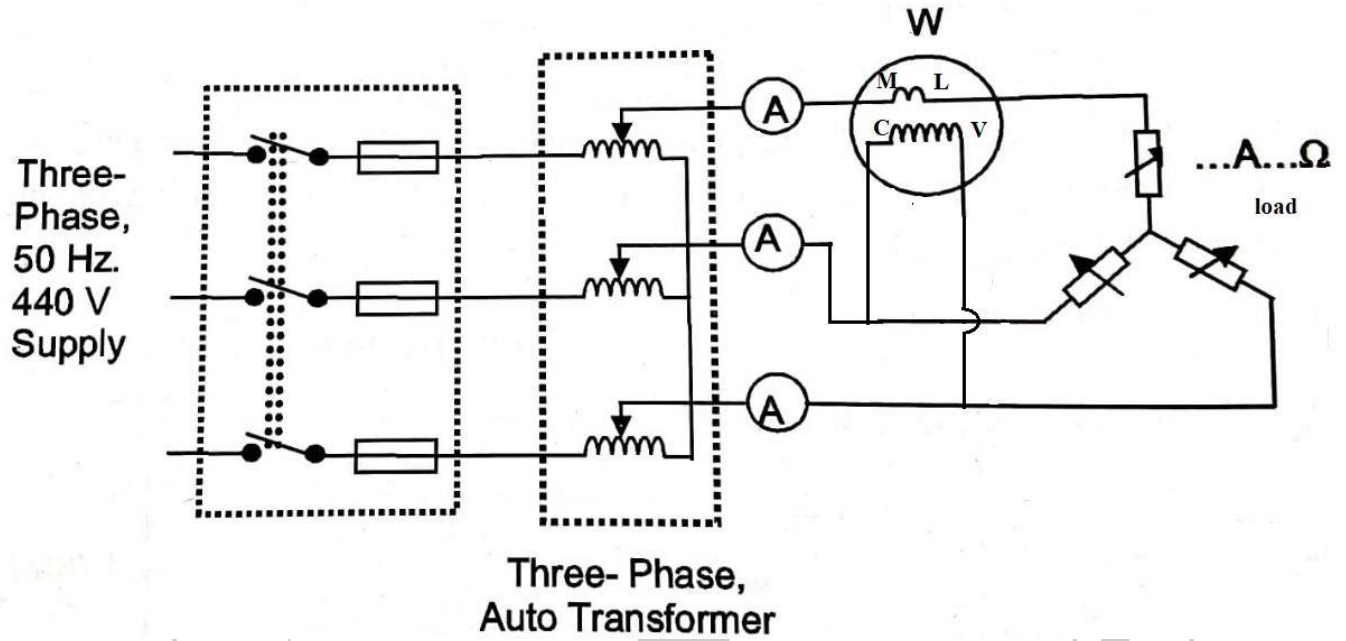 Three-
Phase,
50 Hz.
440 V
Supply
A
W
M L
C V
A
A
.....A....Ω
load
Three- Phase,
Auto Transformer